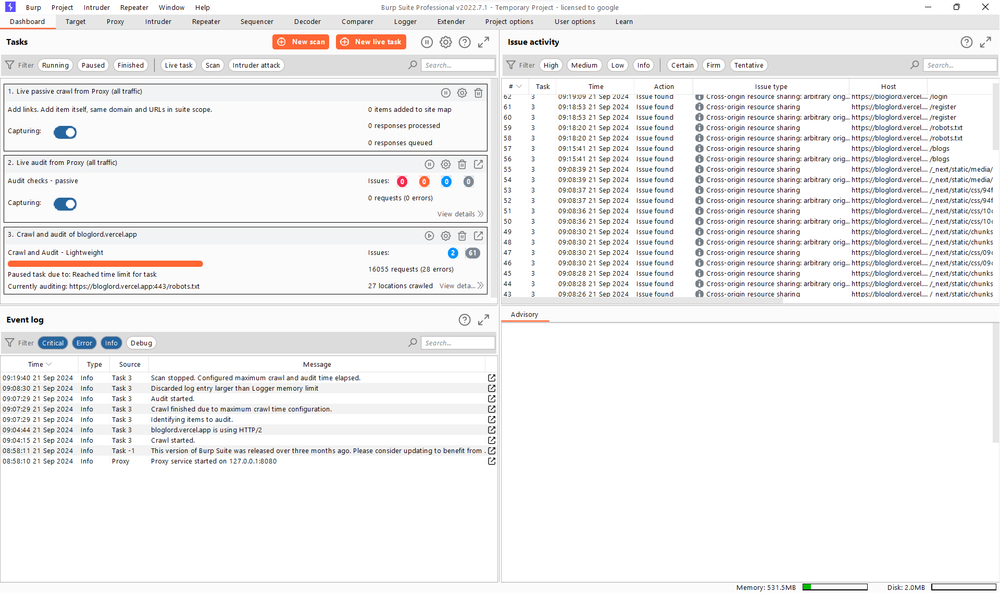 Burp Project Intruder Repeater Window Help Burp Suite Professional v2022.7.1 - Temporary Project - licensed to google
Dashboard Target Proxy Intruder Repeater Sequencer Decoder Comparer Logger Extender Project options User options Learn
Tasks New scan New live task
Filter Running Paused Finished Live task Scan Intruder attack Search...
1. Live passive crawl from Proxy (all traffic)
Add links. Add item itself, same domain and URLs in suite scope. 0 items added to site map
0 responses processed
Capturing:
0 responses queued
2. Live audit from Proxy (all traffic)
Audit checks - passive Issues: 0 0 0 0
0 requests (0 errors)
Capturing:
View details
3. Crawl and audit of bloglord.vercel.app
Crawl and Audit - Lightweight Issues: 2 61
16055 requests (28 errors)
Paused task due to: Reached time limit for task
Currently auditing: https://bloglord.vercel.app:443/robots.txt 27 locations crawled View deta...
Issue activity
Filter High Medium Low Info Certain Firm Tentative Search...
# Task Time Action Issue type Host
62 3 09:19:09 21 Sep 2024 Issue found Cross-origin resource sharing: arbitrary orig... https://bloglord.vercel.... /login
61 3 09:18:53 21 Sep 2024 Issue found Cross-origin resource sharing https://bloglord.vercel.... /register
60 3 09:18:53 21 Sep 2024 Issue found Cross-origin resource sharing: arbitrary orig... https://bloglord.vercel.... /register
59 3 09:18:20 21 Sep 2024 Issue found Cross-origin resource sharing https://bloglord.vercel.... /robots.txt
58 3 09:18:20 21 Sep 2024 Issue found Cross-origin resource sharing: arbitrary orig... https://bloglord.vercel.... /robots.txt
57 3 09:15:41 21 Sep 2024 Issue found Cross-origin resource sharing https://bloglord.vercel.... /blogs
56 3 09:15:41 21 Sep 2024 Issue found Cross-origin resource sharing: arbitrary orig... https://bloglord.vercel.... /blogs
55 3 09:08:39 21 Sep 2024 Issue found Cross-origin resource sharing https://bloglord.vercel.... /_next/static/media/
54 3 09:08:39 21 Sep 2024 Issue found Cross-origin resource sharing: arbitrary orig... https://bloglord.vercel.... /_next/static/media/
53 3 09:08:37 21 Sep 2024 Issue found Cross-origin resource sharing https://bloglord.vercel.... /_next/static/css/94f
52 3 09:08:37 21 Sep 2024 Issue found Cross-origin resource sharing: arbitrary orig... https://bloglord.vercel.... /_next/static/css/94f
51 3 09:08:36 21 Sep 2024 Issue found Cross-origin resource sharing https://bloglord.vercel.... /_next/static/css/10c
50 3 09:08:36 21 Sep 2024 Issue found Cross-origin resource sharing: arbitrary orig... https://bloglord.vercel.... /_next/static/css/10c
49 3 09:08:30 21 Sep 2024 Issue found Cross-origin resource sharing https://bloglord.vercel.... /_next/static/chunks
48 3 09:08:30 21 Sep 2024 Issue found Cross-origin resource sharing: arbitrary orig... https://bloglord.vercel.... /_next/static/chunks
47 3 09:08:30 21 Sep 2024 Issue found Cross-origin resource sharing https://bloglord.vercel.... /_next/static/css/09c
46 3 09:08:30 21 Sep 2024 Issue found Cross-origin resource sharing: arbitrary orig... https://bloglord.vercel.... /_next/static/css/09c
45 3 09:08:28 21 Sep 2024 Issue found Cross-origin resource sharing https://bloglord.vercel.... /_next/static/chunks
44 3 09:08:28 21 Sep 2024 Issue found Cross-origin resource sharing: arbitrary orig... https://bloglord.vercel.... /_next/static/chunks
43 3 09:08:26 21 Sep 2024 Issue found Cross-origin resource sharing https://bloglord.vercel.... /_next/static/chunks
Event log
Filter Critical Error Info Debug Search...
Time Type Source Message
09:19:40 21 Sep 2024 Info Task 3 Scan stopped. Configured maximum crawl and audit time elapsed.
09:08:30 21 Sep 2024 Info Task 3 Discarded log entry larger than Logger memory limit
09:07:29 21 Sep 2024 Info Task 3 Audit started.
09:07:29 21 Sep 2024 Info Task 3 Crawl finished due to maximum crawl time configuration.
09:07:29 21 Sep 2024 Info Task 3 Identifying items to audit.
09:04:44 21 Sep 2024 Info Task 3 bloglord.vercel.app is using HTTP/2
09:04:15 21 Sep 2024 Info Task 3 Crawl started.
08:58:11 21 Sep 2024 Info Task -1 This version of Burp Suite was released over three months ago. Please consider updating to benefit from .
08:58:10 21 Sep 2024 Info Proxy Proxy service started on 127.0.0.1:8080
Advisory
Memory: 531.5MB Disk: 2.0MB